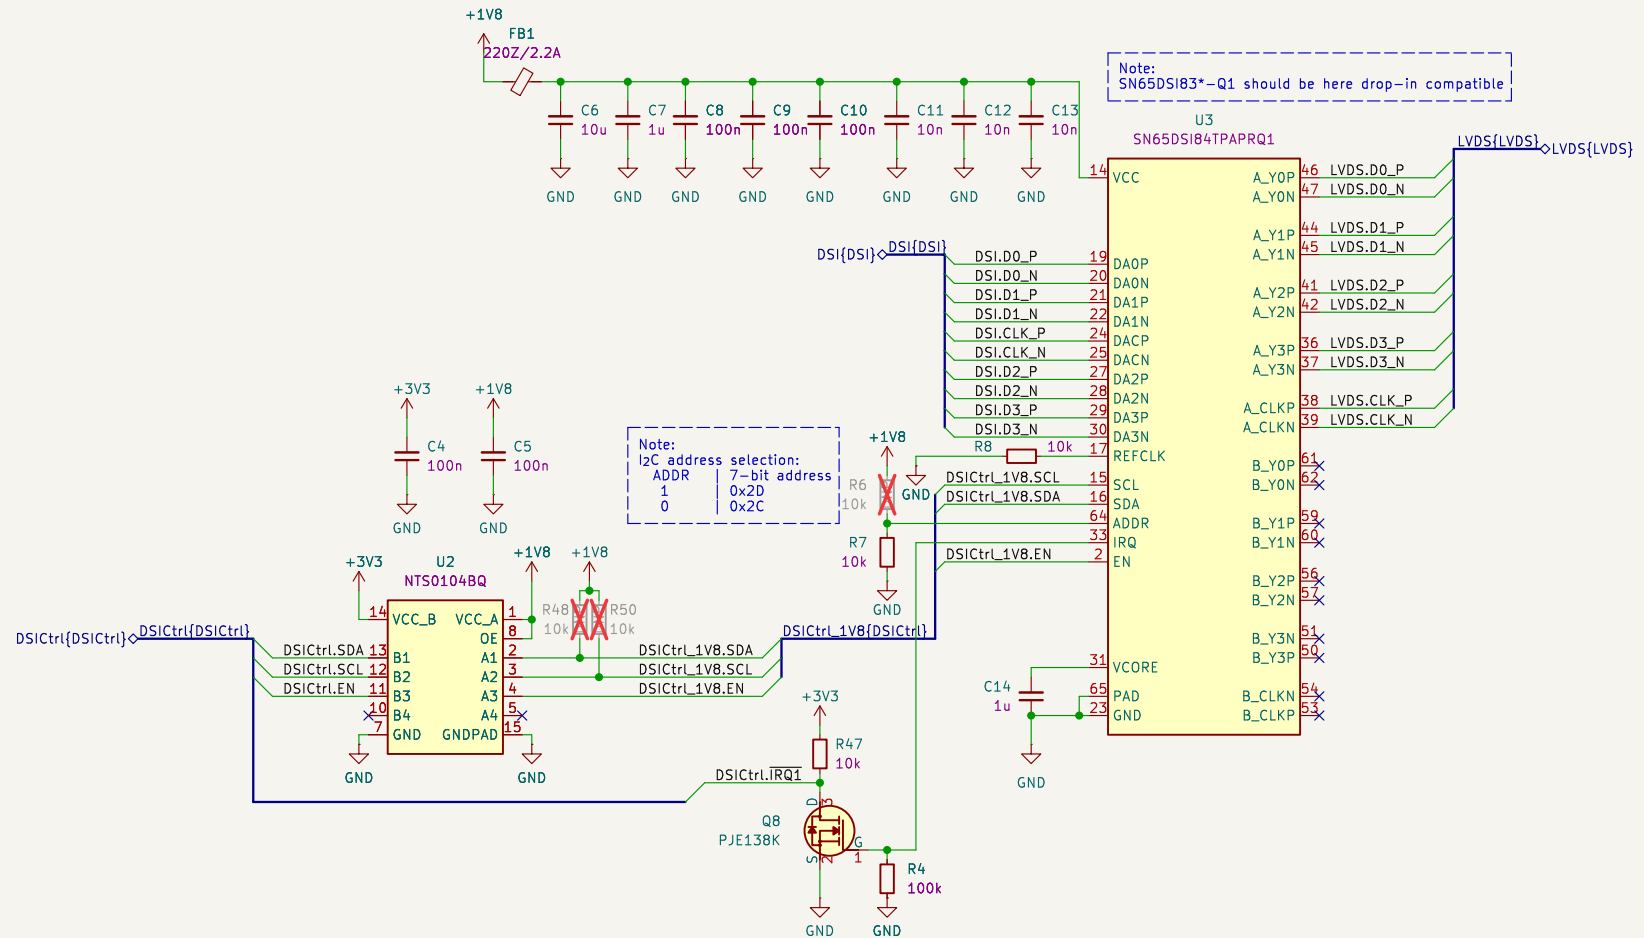 +1V8
FB1
220Z/2.2A
C6
10u
C7
1u
C8
100n
C9
100n
C10
100n
C11
10n
C12
10n
C13
10n
GND
GND
GND
GND
GND
GND
GND
GND
Note:
SN65DSI83*-Q1 should be here drop-in compatible
U3
SN65DSI84TPAPRQ1
LVDS{LVDS}
LVDS{LVDS}
14 VCC
A_Y0P 46 LVDS.D0_P
A_Y0N 47 LVDS.D0_N
A_Y1P 44 LVDS.D1_P
A_Y1N 45 LVDS.D1_N
A_Y2P 41 LVDS.D2_P
A_Y2N 42 LVDS.D2_N
A_Y3P 36 LVDS.D3_P
A_Y3N 37 LVDS.D3_N
A_CLKP 38 LVDS.CLK_P
A_CLKN 39 LVDS.CLK_N
B_Y0P 61
B_Y0N 62
B_Y1P 59
B_Y1N 60
B_Y2P 56
B_Y2N 57
B_Y3N 51
B_Y3P 50
B_CLKN 54
B_CLKP 53
DSI{DSI}
DSI{DSI}
DSI.D0_P 19 DA0P
DSI.D0_N 20 DA0N
DSI.D1_P 21 DA1P
DSI.D1_N 22 DA1N
DSI.CLK_P 24 DACP
DSI.CLK_N 25 DACN
DSI.D2_P 27 DA2P
DSI.D2_N 28 DA2N
DSI.D3_P 29 DA3P
DSI.D3_N 30 DA3N
R8 10k 17 REFCLK
GND
DSICtrl_1V8.SCL 15 SCL
DSICtrl_1V8.SDA 16 SDA
64 ADDR
33 IRQ
DSICtrl_1V8.EN 2 EN
31 VCORE
65 PAD
23 GND
C14
1u
GND
+1V8
R6
10k
R7
10k
GND
Note:
I2C address selection:
ADDR | 7-bit address
1 | 0x2D
0 | 0x2C
+3V3
C4
100n
GND
+1V8
C5
100n
GND
+3V3
U2
NTS0104BQ
+1V8
+1V8
R48
10k
R50
10k
14 VCC_B
VCC_A 1
OE 8
DSICtrl{DSICtrl}
DSICtrl{DSICtrl}
DSICtrl_1V8{DSICtrl}
DSICtrl.SDA 13 B1
A1 2 DSICtrl_1V8.SDA
DSICtrl.SCL 12 B2
A2 3 DSICtrl_1V8.SCL
DSICtrl.EN 11 B3
A3 4 DSICtrl_1V8.EN
10 B4
A4 5
7 GND
GNDPAD 15
GND
GND
+3V3
R47
10k
DSICtrl.IRQ1
Q8
PJE138K
D
3
S
2
G
1
R4
100k
GND
GND